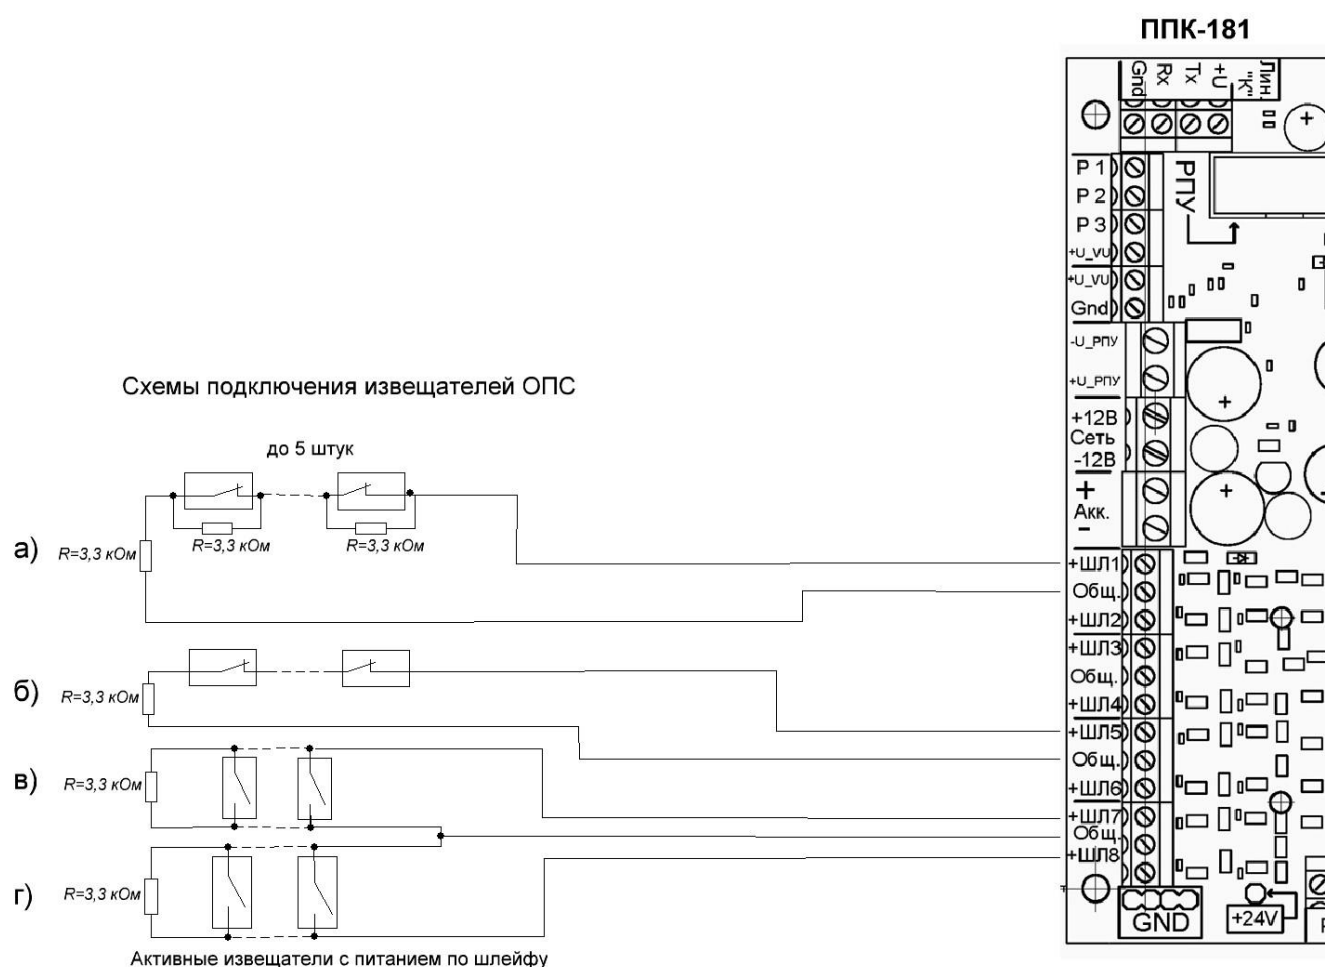 ППК-181
Gnd
Rx
Tx
+U
"К"
Лин.
Р 1
Р 2
Р 3
+U_VU
+U_VU
Gnd
РПУ
-U_РПУ
+U_РПУ
+12В
Сеть
-12В
+
Акк.
-
+ШЛ1
Общ.
+ШЛ2
+ШЛ3
Общ.
+ШЛ4
+ШЛ5
Общ.
+ШЛ6
+ШЛ7
Общ.
+ШЛ8
GND
+24V
Схемы подключения извещателей ОПС
до 5 штук
а)
R=3,3 кОм
R=3,3 кОм
R=3,3 кОм
б)
R=3,3 кОм
в)
R=3,3 кОм
г)
R=3,3 кОм
Активные извещатели с питанием по шлейфу